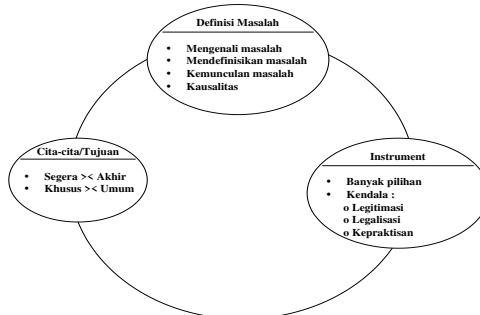 Definisi Masalah
• Mengenali masalah
• Mendefinisikan masalah
• Kemunculan masalah
• Kausalitas
Cita-cita/Tujuan
• Segera >< Akhir
• Khusus >< Umum
Instrument
• Banyak pilihan
• Kendala :
o Legitimasi
o Legalisasi
o Kepraktisan